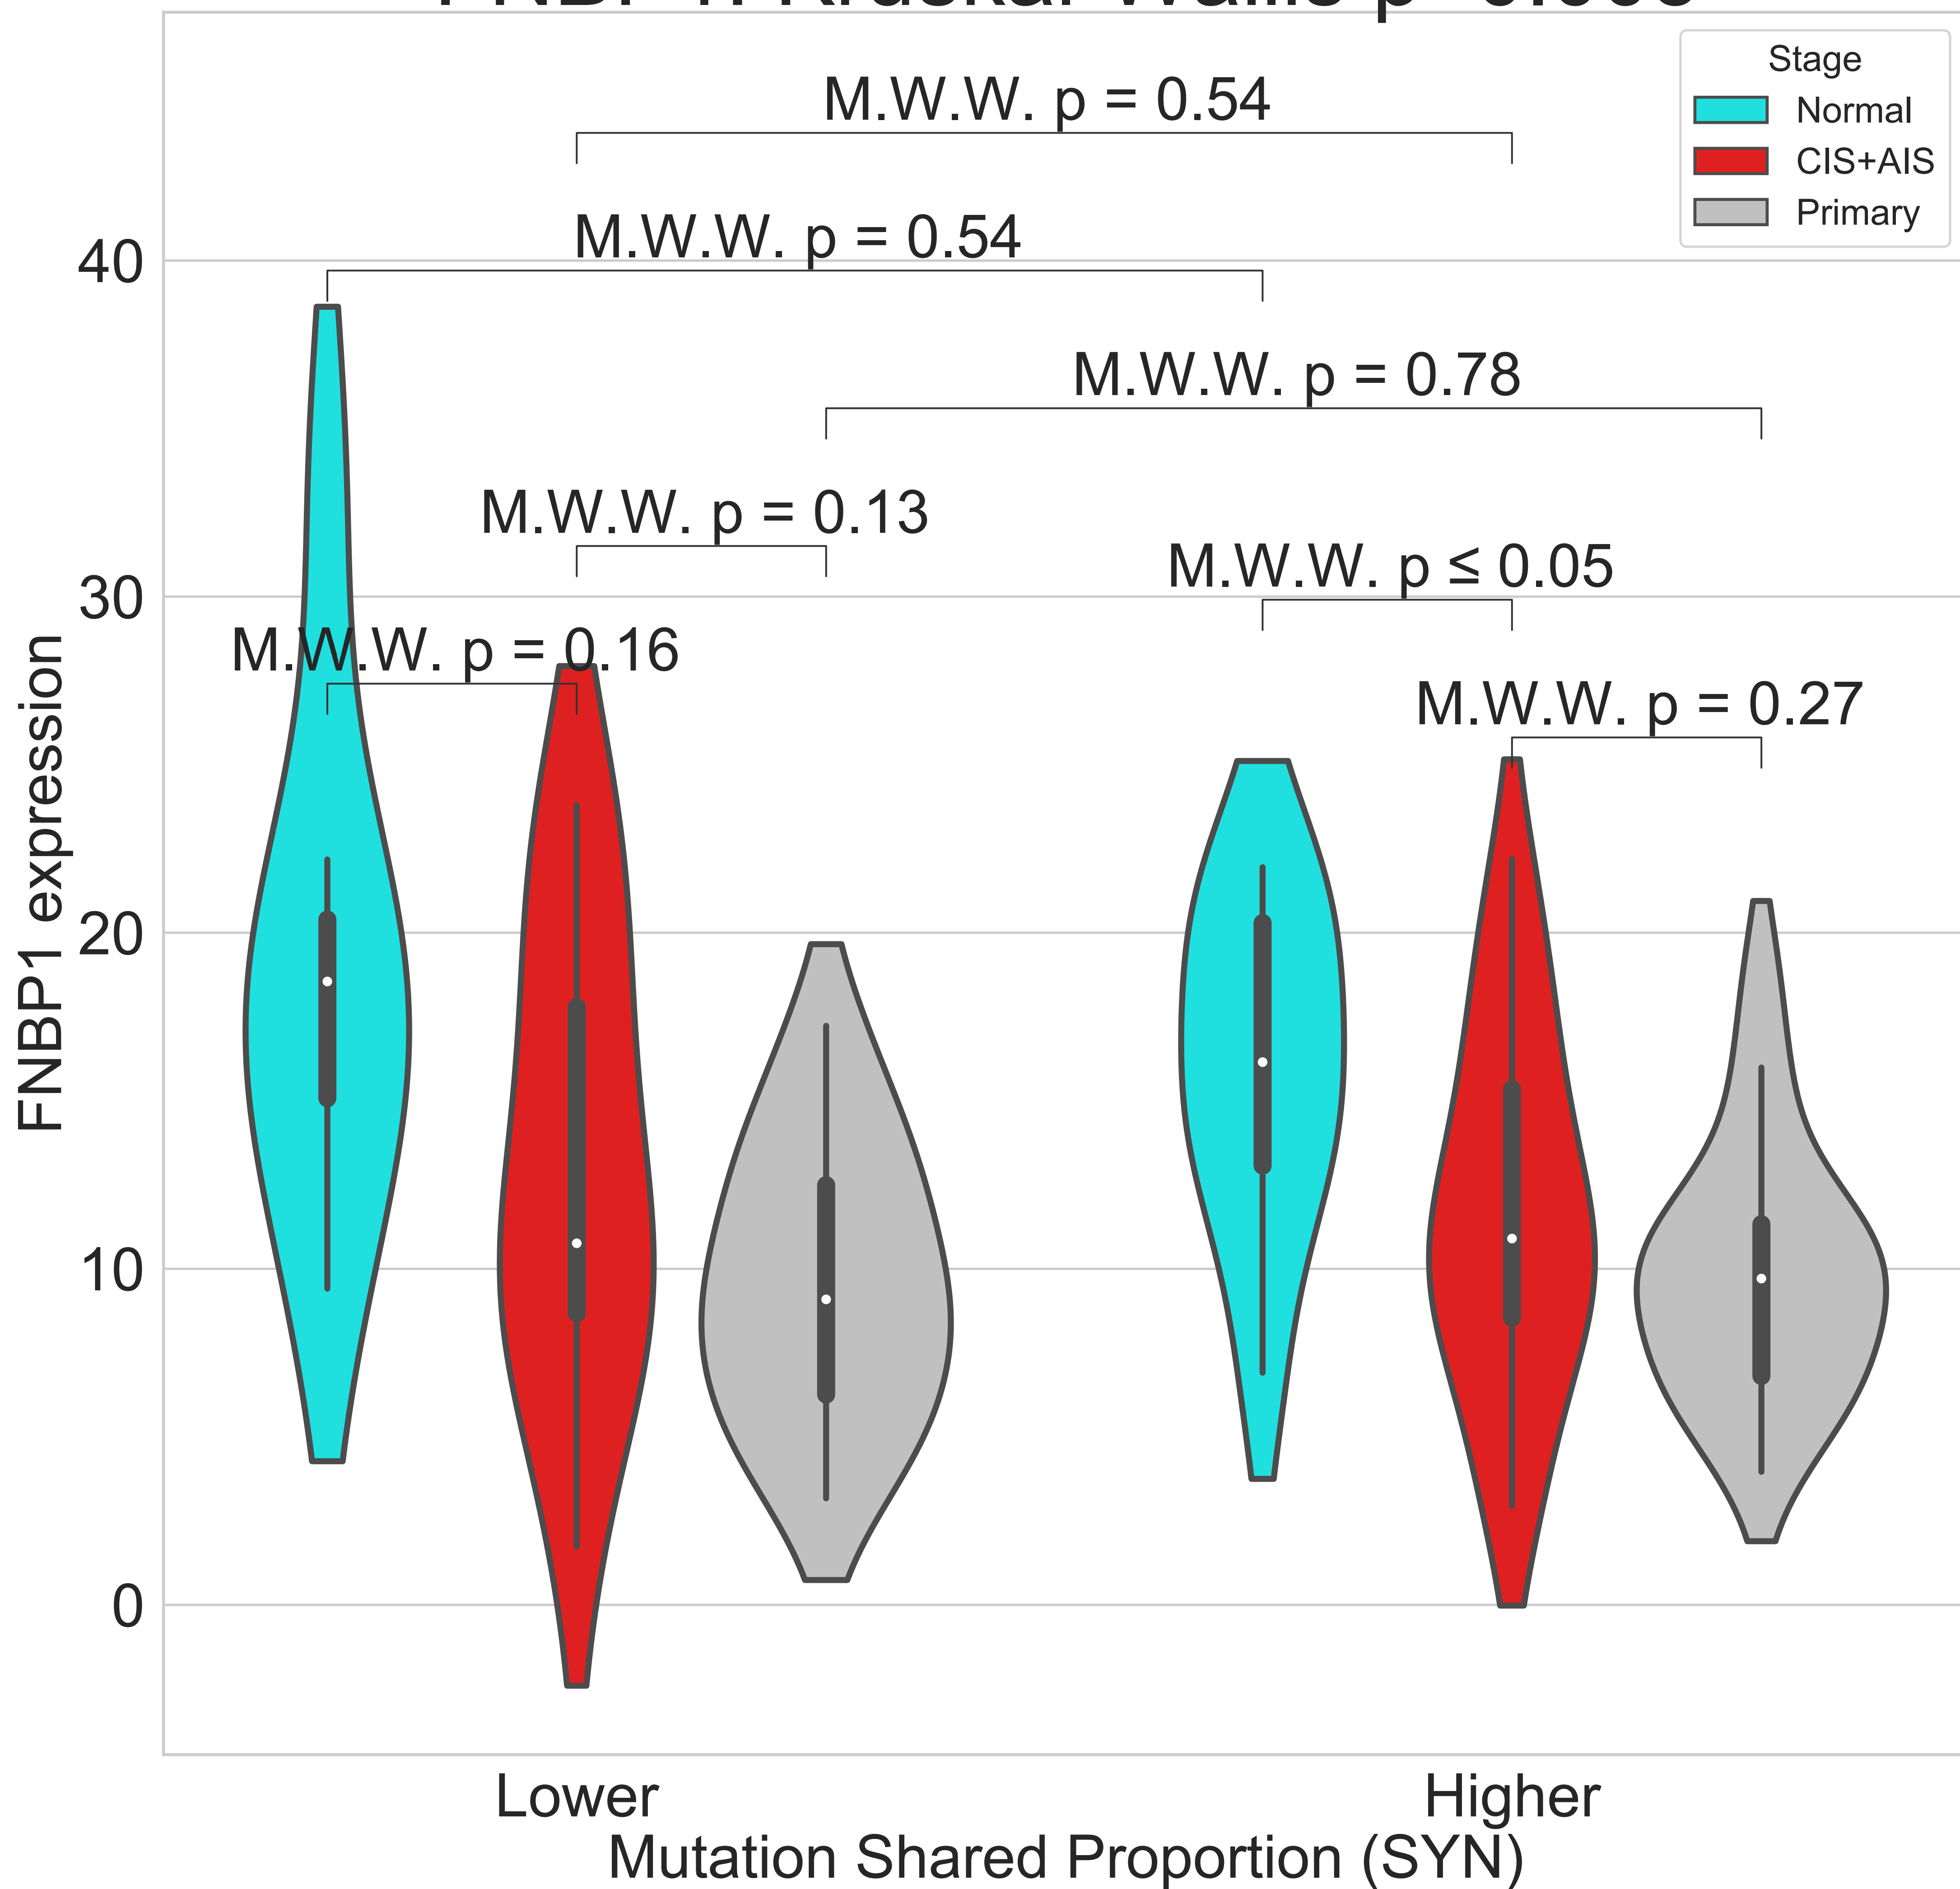 Stage
Normal
CIS+AIS
Primary
M.W.W. p = 0.54
M.W.W. p = 0.54
M.W.W. p = 0.78
M.W.W. p = 0.13
M.W.W. p ≤ 0.05
M.W.W. p = 0.16
M.W.W. p = 0.27
FNBP1 expression
40
30
20
10
0
Lower
Higher
Mutation Shared Proportion (SYN)